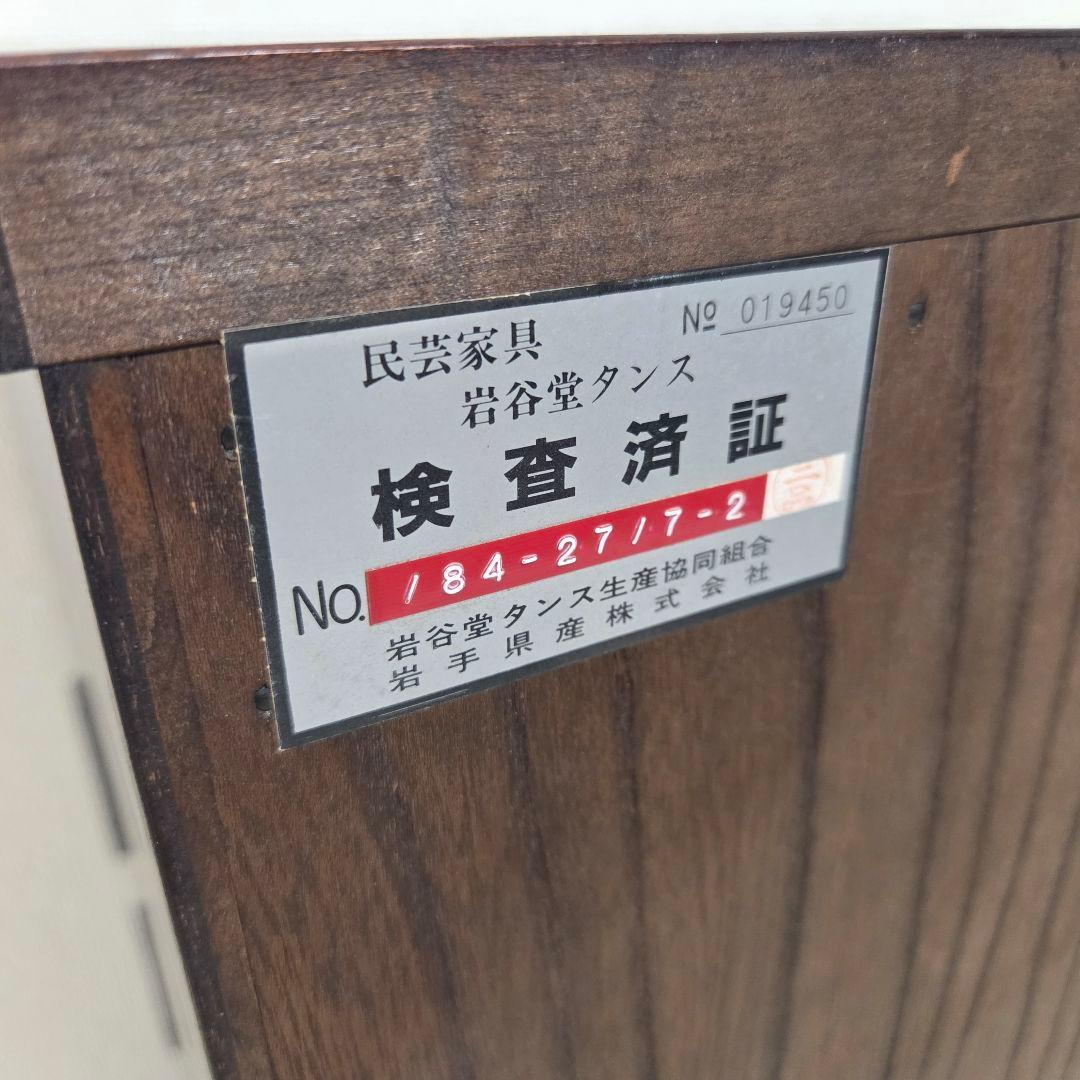 民芸家具 № 019450
岩谷堂タンス
検査済証
No. 184-2717-2
岩谷堂タンス生産協同組合
岩手県産株式会社